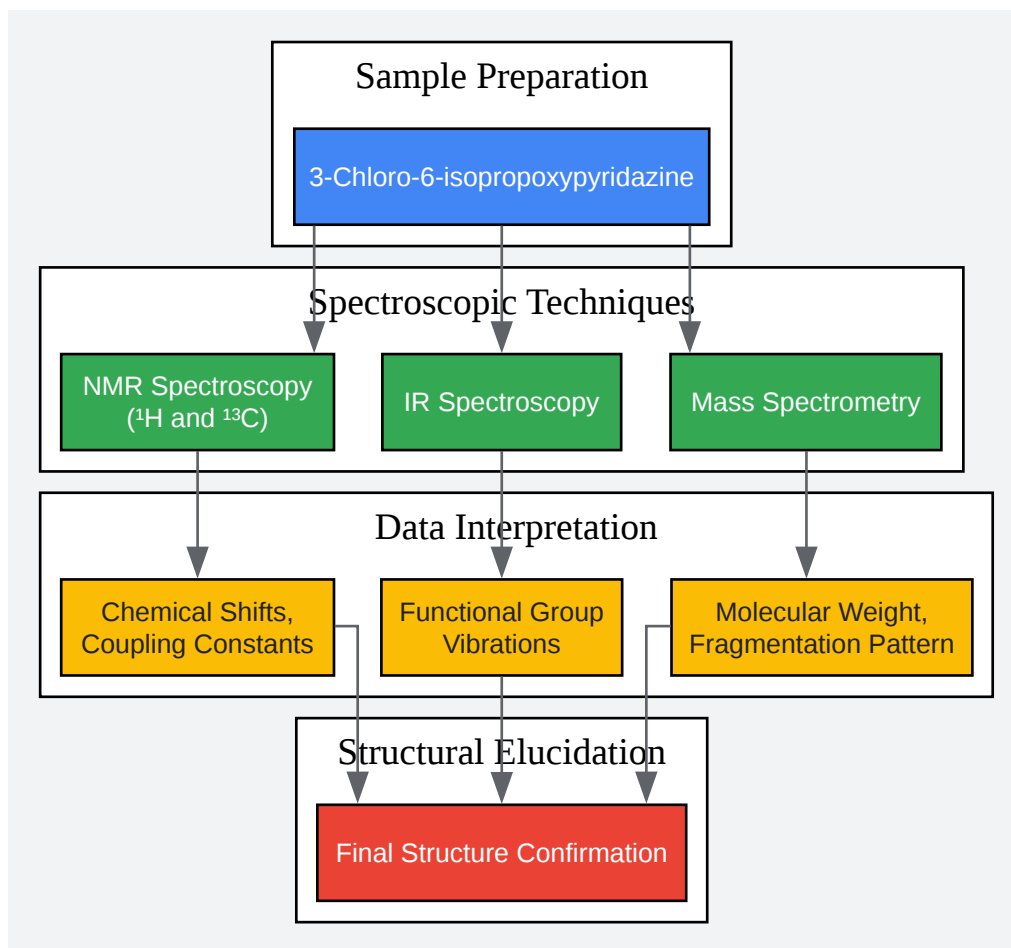 Sample Preparation
3-Chloro-6-isopropoxypyridazine
Spectroscopic Techniques
NMR Spectroscopy
(¹H and ¹³C)
IR Spectroscopy
Mass Spectrometry
Data Interpretation
Chemical Shifts,
Coupling Constants
Functional Group
Vibrations
Molecular Weight,
Fragmentation Pattern
Structural Elucidation
Final Structure Confirmation